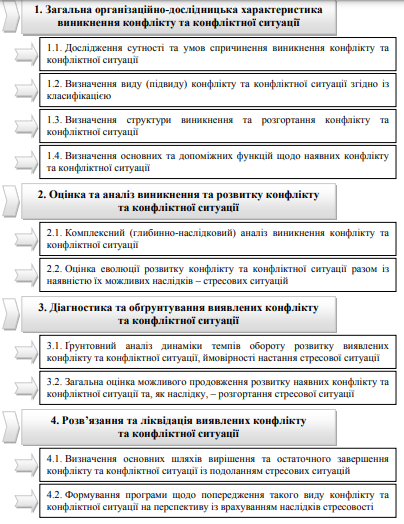 1. Загальна організаційно-дослідницька характеристика
виникнення конфлікту та конфліктної ситуації
1.1. Дослідження сутності та умов спричинення виникнення конфлікту та
конфліктної ситуації
1.2. Визначення виду (підвиду) конфлікту та конфліктної ситуації згідно із
класифікацією
1.3. Визначення структури виникнення та розгортання конфлікту та
конфліктної ситуації
1.4. Визначення основних та допоміжних функцій щодо наявних конфлікту
та конфліктної ситуації
2. Оцінка та аналіз виникнення та розвитку конфлікту
та конфліктної ситуації
2.1. Комплексний (глибинно-наслідковий) аналіз виникнення конфлікту та
конфліктної ситуації
2.2. Оцінка еволюції розвитку конфлікту та конфліктної ситуації разом із
наявністю їх можливих наслідків – стресових ситуацій
3. Діагностика та обґрунтування виявлених конфлікту
та конфліктної ситуації
3.1. Ґрунтовний аналіз динаміки темпів обороту розвитку виявлених
конфлікту та конфліктної ситуації, ймовірності настання стресової ситуації
3.2. Загальна оцінка можливого продовження розвитку наявних конфлікту та
конфліктної ситуації та, як наслідку, – розгортання стресової ситуації
4. Розв’язання та ліквідація виявлених конфлікту
та конфліктної ситуації
4.1. Визначення основних шляхів вирішення та остаточного завершення
конфлікту та конфліктної ситуації із подоланням стресових ситуацій
4.2. Формування програми щодо попередження такого виду конфлікту та
конфліктної ситуації на перспективу із врахуванням наслідків стресовості